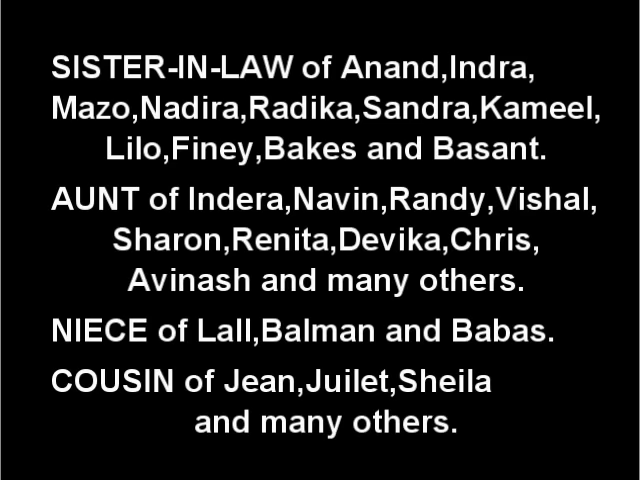 SISTER-IN-LAW of Anand,Indra,
Mazo,Nadira,Radika,Sandra,Kameel,
Lilo,Finey,Bakes and Basant.
AUNT of Indera,Navin,Randy,Vishal,
Sharon,Renita,Devika,Chris,
Avinash and many others.
NIECE of Lall,Balman and Babas.
COUSIN of Jean,Juilet,Sheila
and many others.